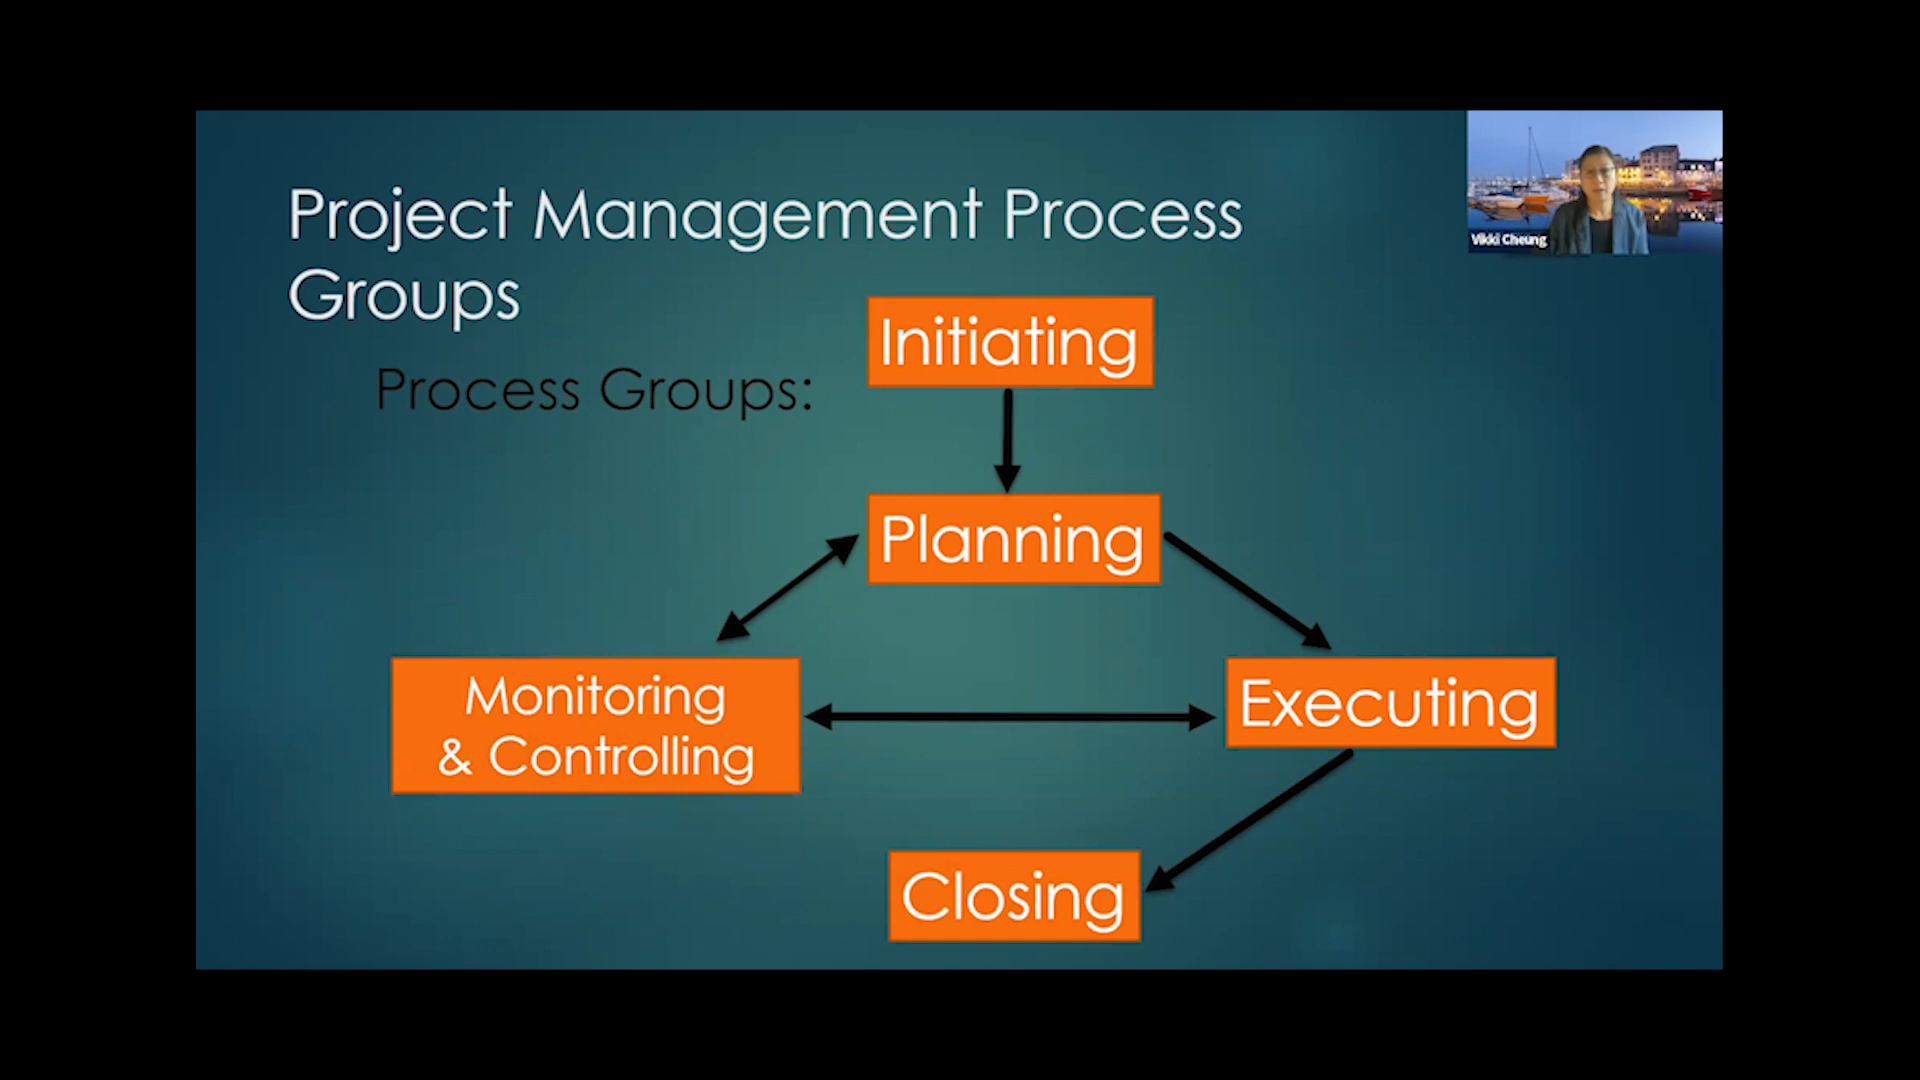 Project Management Process
Groups
Vikki Cheung
Process Groups:
Initiating
Planning
Monitoring
& Controlling
Executing
Closing